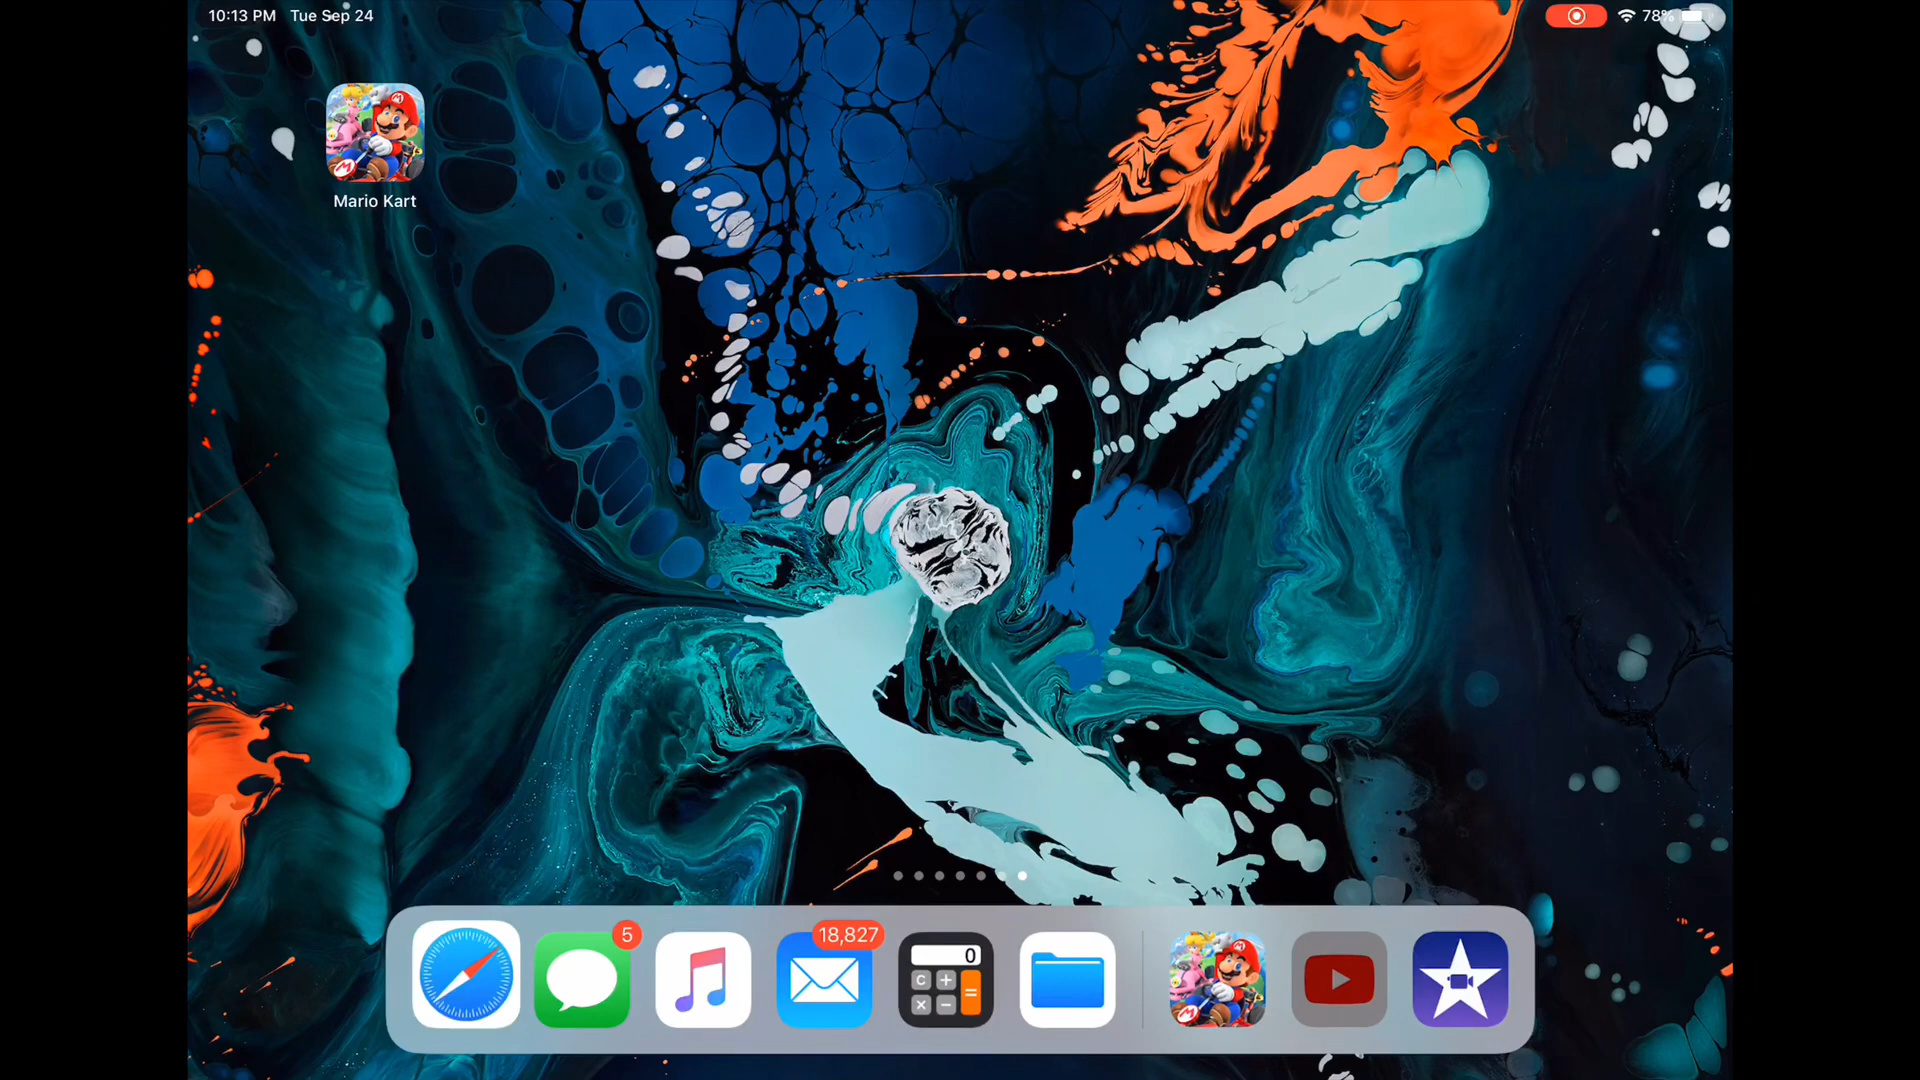 10:13 PM Tue Sep 24
78%
Mario Kart
5
18,827
0
C +
=
× −